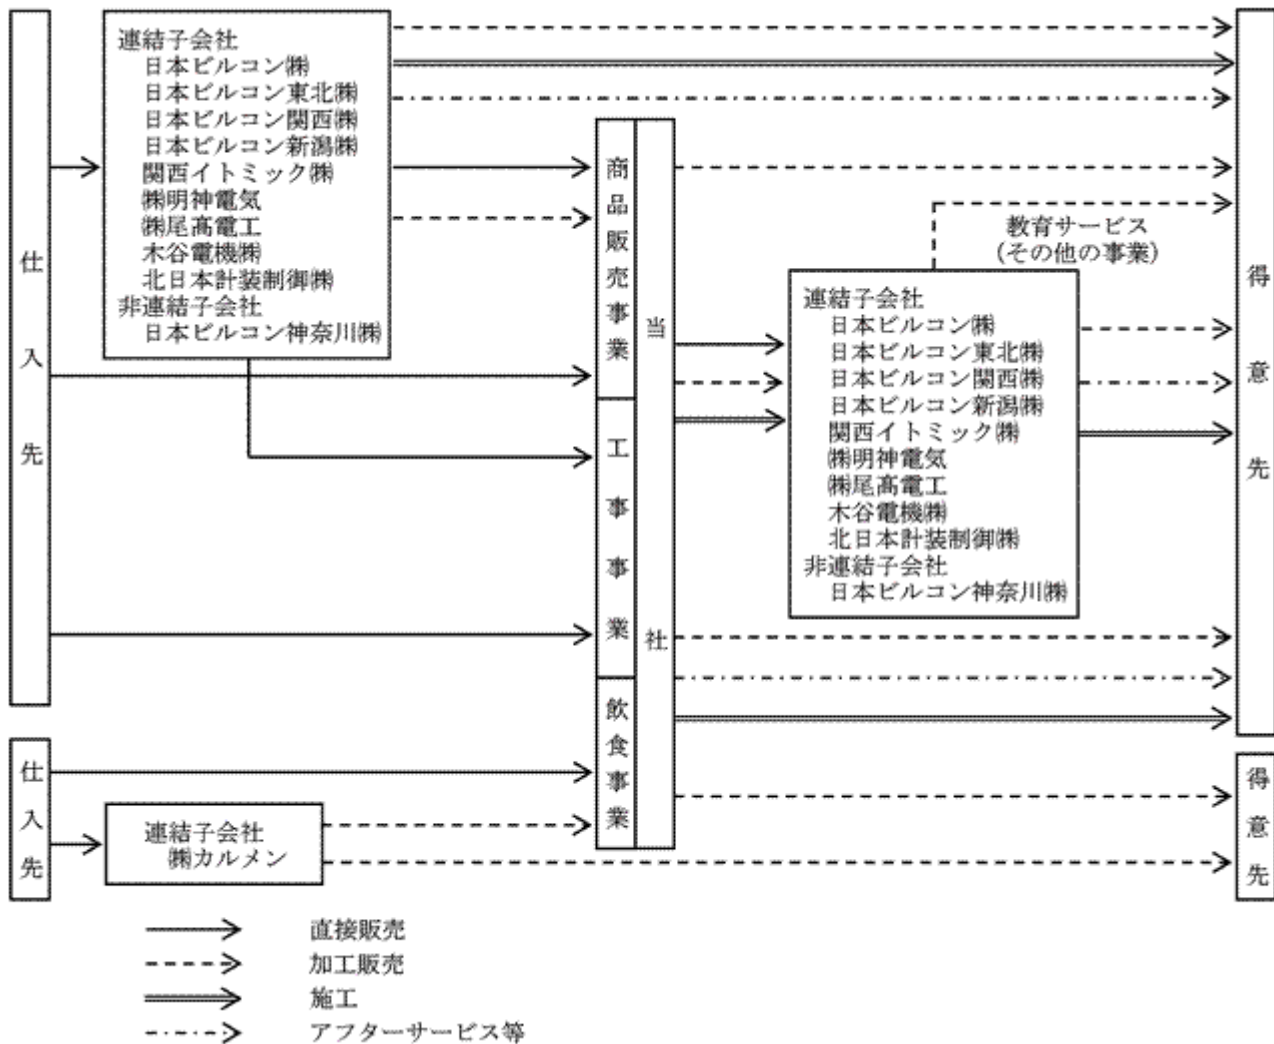 仕入先
連結子会社
日本ビルコン㈱
日本ビルコン東北㈱
日本ビルコン関西㈱
日本ビルコン新潟㈱
関西イトミック㈱
㈱明神電気
㈱尾髙電工
木谷電機㈱
北日本計装制御㈱
非連結子会社
日本ビルコン神奈川㈱
商品販売事業
工事事業
飲食事業
当社
教育サービス
(その他の事業)
連結子会社
日本ビルコン㈱
日本ビルコン東北㈱
日本ビルコン関西㈱
日本ビルコン新潟㈱
関西イトミック㈱
㈱明神電気
㈱尾髙電工
木谷電機㈱
北日本計装制御㈱
非連結子会社
日本ビルコン神奈川㈱
得意先
仕入先
連結子会社
㈱カルメン
得意先
直接販売
加工販売
施工
アフターサービス等